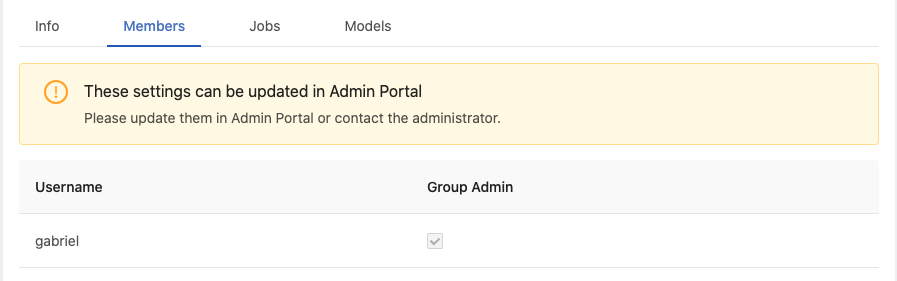 Info Members Jobs Models
These settings can be updated in Admin Portal
Please update them in Admin Portal or contact the administrator.
Username Group Admin
gabriel